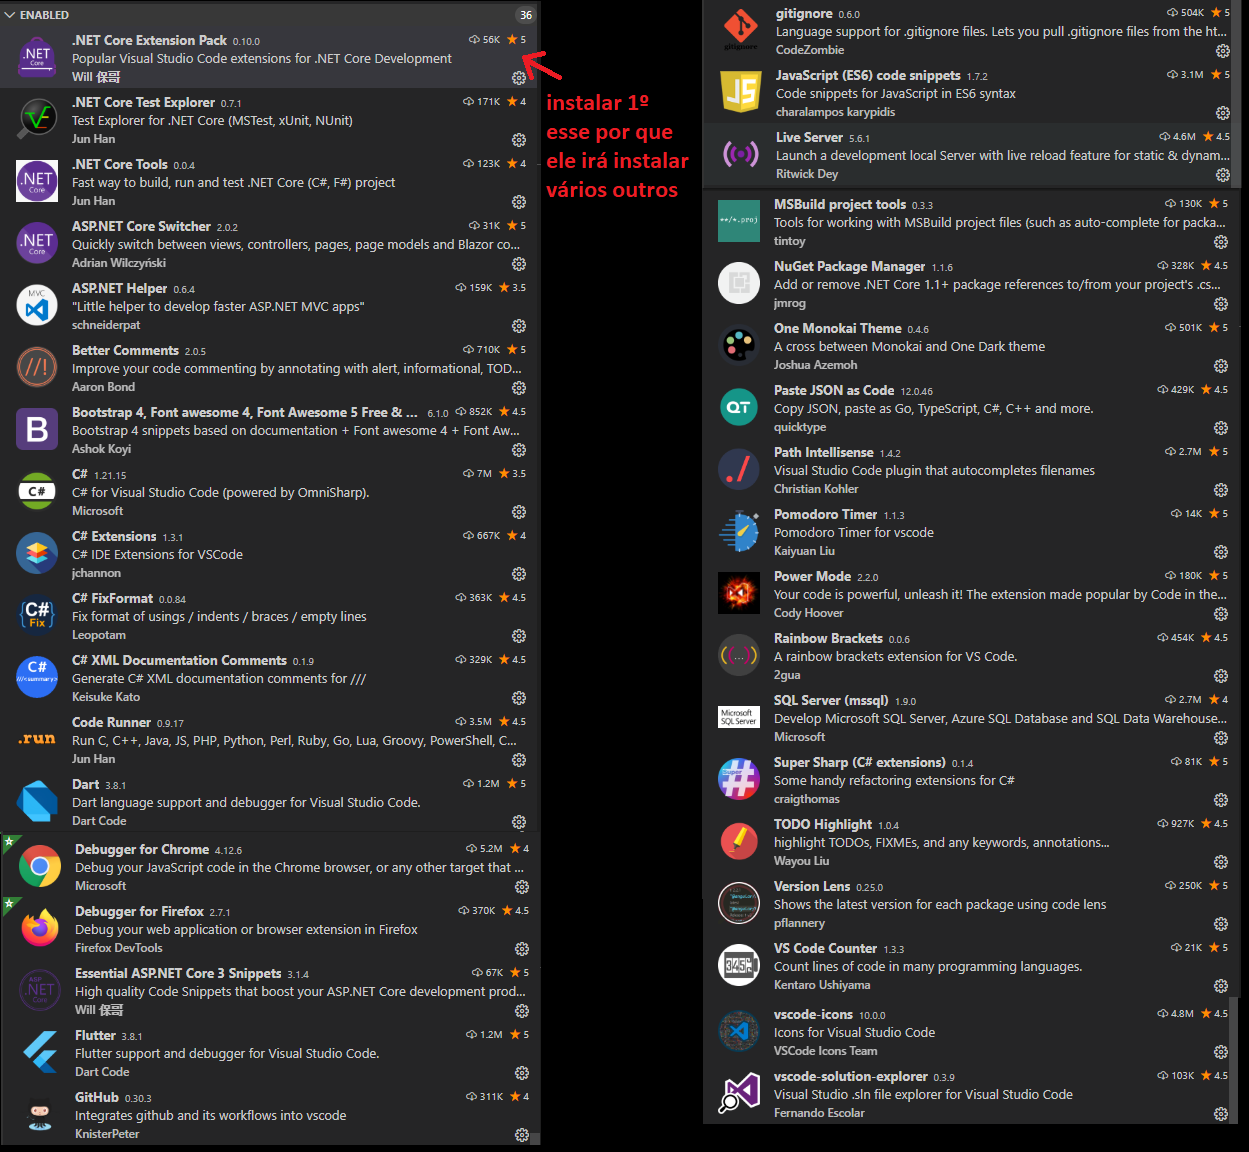 ENABLED 36
.NET Core Extension Pack 0.10.0 56K 5
Popular Visual Studio Code extensions for .NET Core Development
Will 保哥
.NET Core Test Explorer 0.7.1 171K 4
Test Explorer for .NET Core (MSTest, xUnit, NUnit)
Jun Han
.NET Core Tools 0.0.4 123K 4
Fast way to build, run and test .NET Core (C#, F#) project
Jun Han
ASP.NET Core Switcher 2.0.2 31K 5
Quickly switch between views, controllers, pages, page models and Blazor co...
Adrian Wilczyński
ASP.NET Helper 0.6.4 159K 3.5
"Little helper to develop faster ASP.NET MVC apps"
schneiderpat
Better Comments 2.0.5 710K 5
Improve your code commenting by annotating with alert, informational, TOD...
Aaron Bond
Bootstrap 4, Font awesome 4, Font Awesome 5 Free & ... 6.1.0 852K 4.5
Bootstrap 4 snippets based on documentation + Font awesome 4 + Font Aw...
Ashok Koyi
C# 1.21.15 7M 3.5
C# for Visual Studio Code (powered by OmniSharp).
Microsoft
C# Extensions 1.3.1 667K 4
C# IDE Extensions for VSCode
jchannon
C# FixFormat 0.0.84 363K 4.5
Fix format of usings / indents / braces / empty lines
Leopotam
C# XML Documentation Comments 0.1.9 329K 4.5
Generate C# XML documentation comments for ///
Keisuke Kato
Code Runner 0.9.17 3.5M 4.5
Run C, C++, Java, JS, PHP, Python, Perl, Ruby, Go, Lua, Groovy, PowerShell, C...
Jun Han
Dart 3.8.1 1.2M 5
Dart language support and debugger for Visual Studio Code.
Dart Code
Debugger for Chrome 4.12.6 5.2M 4
Debug your JavaScript code in the Chrome browser, or any other target that ...
Microsoft
Debugger for Firefox 2.7.1 370K 4.5
Debug your web application or browser extension in Firefox
Firefox DevTools
Essential ASP.NET Core 3 Snippets 3.1.4 67K 5
High quality Code Snippets that boost your ASP.NET Core development prod...
Will 保哥
Flutter 3.8.1 1.2M 5
Flutter support and debugger for Visual Studio Code.
Dart Code
GitHub 0.30.3 311K 4
Integrates github and its workflows into vscode
KnisterPeter
instalar 1º
esse por que
ele irá instalar
vários outros
gitignore 0.6.0 504K 5
Language support for .gitignore files. Lets you pull .gitignore files from the ht...
CodeZombie
JavaScript (ES6) code snippets 1.7.2 3.1M 5
Code snippets for JavaScript in ES6 syntax
charalampos karypidis
Live Server 5.6.1 4.6M 4.5
Launch a development local Server with live reload feature for static & dynam...
Ritwick Dey
MSBuild project tools 0.3.3 130K 5
Tools for working with MSBuild project files (such as auto-complete for packa...
tintoy
NuGet Package Manager 1.1.6 328K 4.5
Add or remove .NET Core 1.1+ package references to/from your project's .cs...
jmrog
One Monokai Theme 0.4.6 501K 5
A cross between Monokai and One Dark theme
Joshua Azemoh
Paste JSON as Code 12.0.46 429K 4.5
Copy JSON, paste as Go, TypeScript, C#, C++ and more.
quicktype
Path Intellisense 1.4.2 2.7M 5
Visual Studio Code plugin that autocompletes filenames
Christian Kohler
Pomodoro Timer 1.1.3 14K 5
Pomodoro Timer for vscode
Kaiyuan Liu
Power Mode 2.2.0 180K 5
Your code is powerful, unleash it! The extension made popular by Code in the...
Cody Hoover
Rainbow Brackets 0.0.6 454K 4.5
A rainbow brackets extension for VS Code.
2gua
SQL Server (mssql) 1.9.0 2.7M 4
Develop Microsoft SQL Server, Azure SQL Database and SQL Data Warehouse...
Microsoft
Super Sharp (C# extensions) 0.1.4 81K 5
Some handy refactoring extensions for C#
craigthomas
TODO Highlight 1.0.4 927K 4.5
highlight TODOs, FIXMEs, and any keywords, annotations...
Wayou Liu
Version Lens 0.25.0 250K 5
Shows the latest version for each package using code lens
pflannery
VS Code Counter 1.3.3 21K 5
Count lines of code in many programming languages.
Kentaro Ushiyama
vscode-icons 10.0.0 4.8M 4.5
Icons for Visual Studio Code
VSCode Icons Team
vscode-solution-explorer 0.3.9 103K 4.5
Visual Studio .sln file explorer for Visual Studio Code
Fernando Escolar